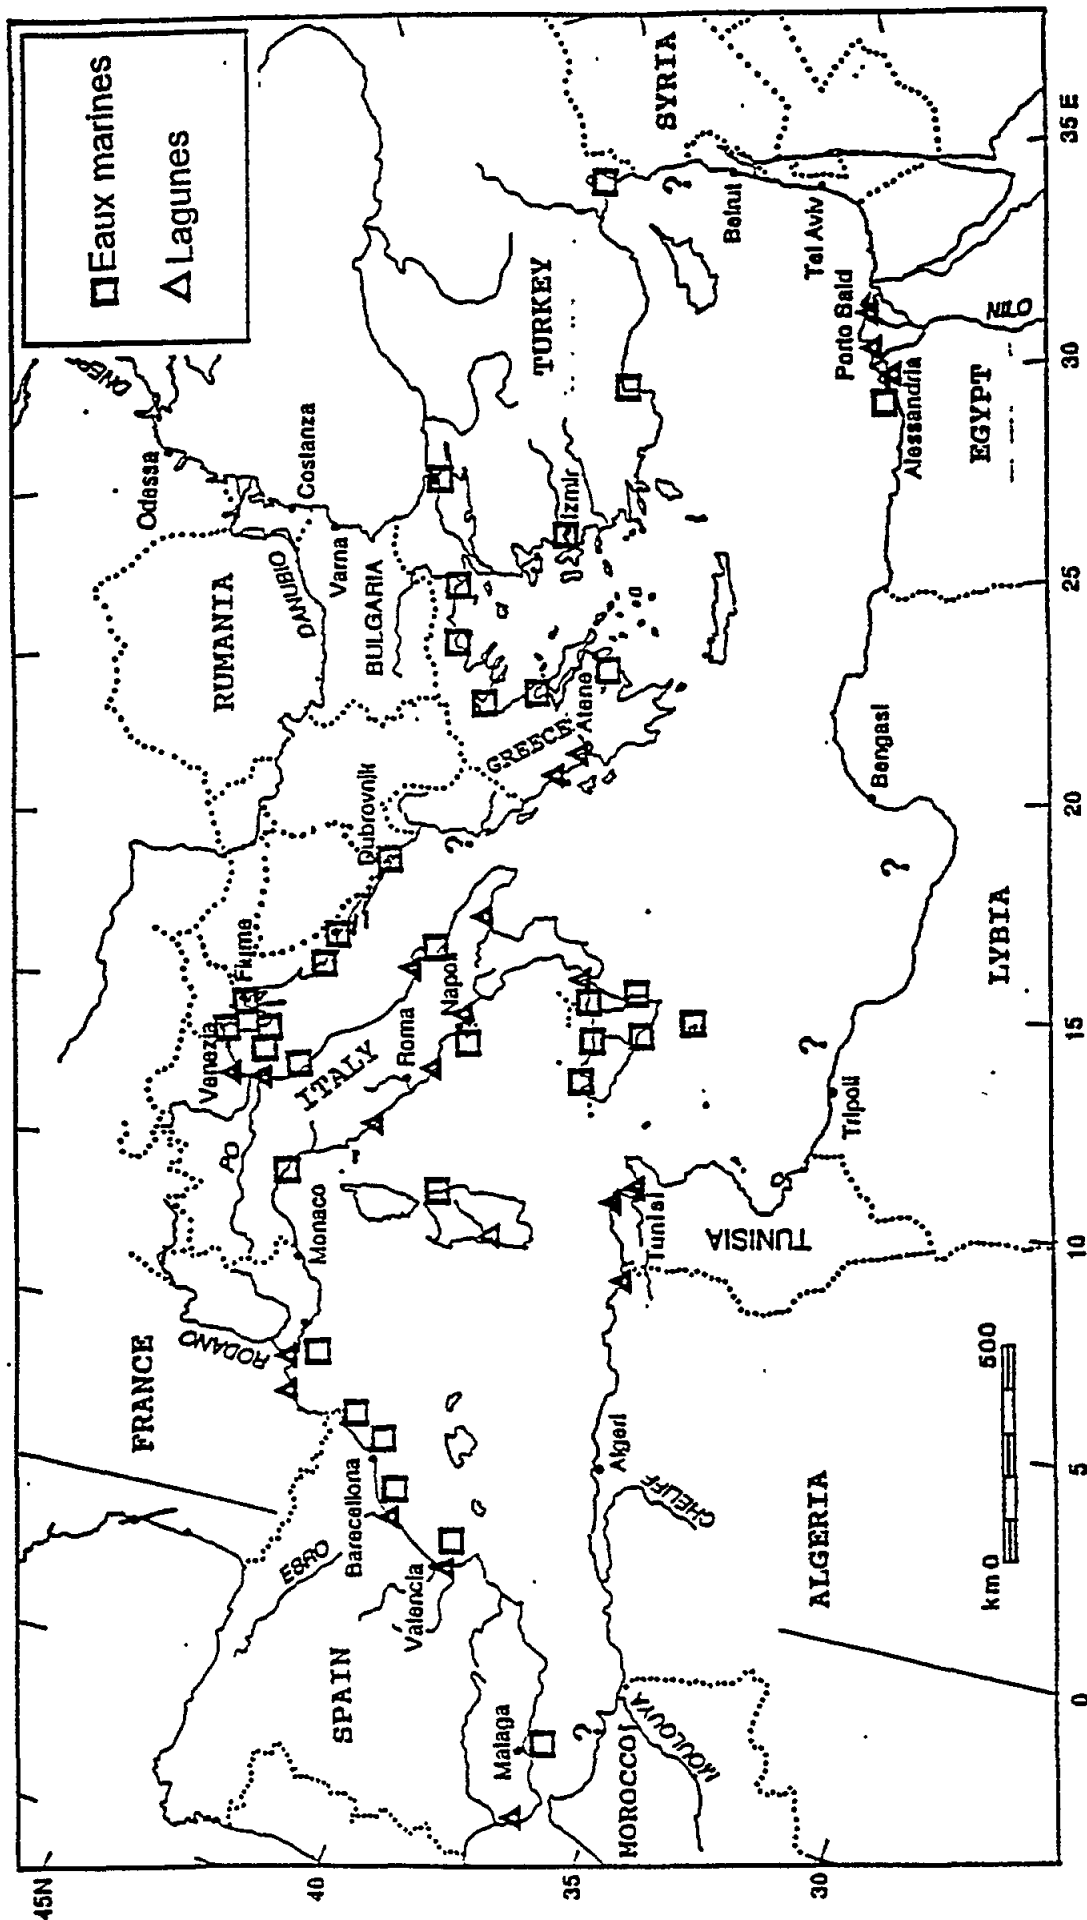 Eaux marines
Lagunes
DNEPR
Odessa
Costanza
RUMANIA
DANUBIO
Varna
BULGARIA
TURKEY
Izmir
SYRIA
Beirut
Tel Aviv
Porto Said
Alessandria
NILO
EGYPT
GREECE
Atene
Dubrovnik
Fiume
Venezia
ITALY
PO
Roma
Napoli
Monaco
FRANCE
RODANO
Barecellona
EBRO
Valencia
SPAIN
Malaga
MOROCCO
MOULOUYA
Algeri
CHELIFF
ALGERIA
Tunisi
TUNISIA
Tripoli
LYBIA
Bengasi
?
?
?
?
?
km 0 500
45N
40
35
30
0
5
10
15
20
25
30
35 E